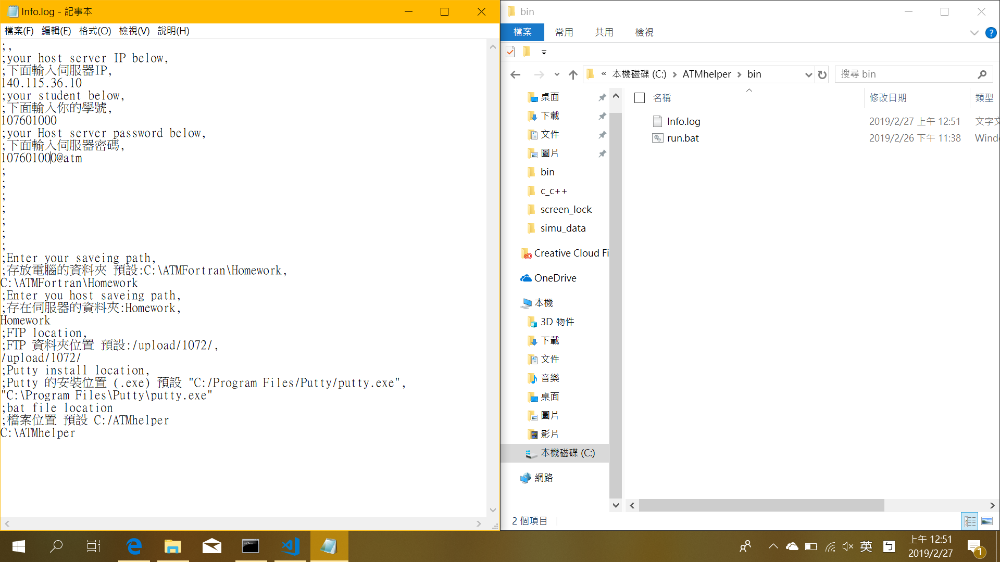 Info.log - 記事本
檔案(F) 編輯(E) 格式(O) 檢視(V) 說明(H)
;,
;your host server IP below,
;下面輸入伺服器IP,
140.115.36.10
;your student below,
;下面輸入你的學號,
107601000
;your Host server password below,
;下面輸入伺服器密碼,
107601000@atm
;
;
;
;
;
;
;
;Enter your saveing path,
;存放電腦的資料夾 預設:C:\ATMFortran\Homework,
C:\ATMFortran\Homework
;Enter you host saveing path,
;存在伺服器的資料夾:Homework,
Homework
;FTP location,
;FTP 資料夾位置 預設:/upload/1072/,
/upload/1072/
;Putty install location,
;Putty 的安裝位置 (.exe) 預設 "C:/Program Files/Putty/putty.exe",
"C:\Program Files\Putty\putty.exe"
;bat file location
;檔案位置 預設 C:/ATMhelper
C:\ATMhelper
bin
檔案 常用 共用 檢視
?
« 本機磁碟 (C:) > ATMhelper > bin
搜尋 bin
桌面
下載
文件
圖片
bin
c_c++
screen_lock
simu_data
Creative Cloud Fi
OneDrive
本機
3D 物件
下載
文件
音樂
桌面
圖片
影片
本機磁碟 (C:)
網路
名稱 修改日期 類型
Info.log 2019/2/27 上午 12:51 文字文
run.bat 2019/2/26 下午 11:38 Windo
2 個項目
英 ㄅ
上午 12:51
2019/2/27
1